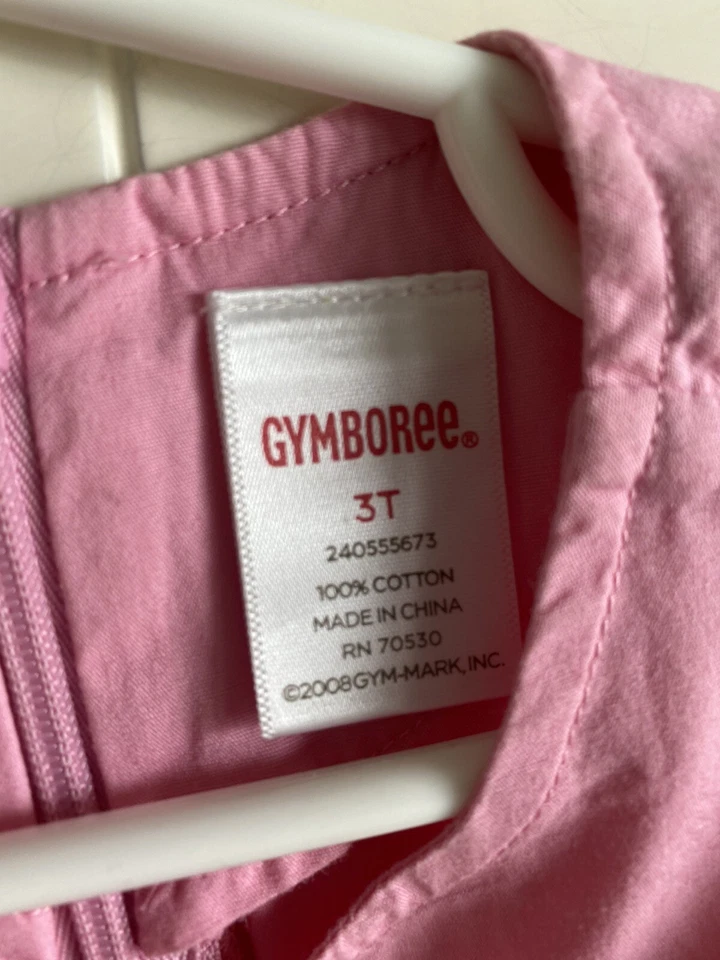 GYMBORee®
3T
240555673
100% COTTON
MADE IN CHINA
RN 70530
©2008 GYM-MARK, INC.